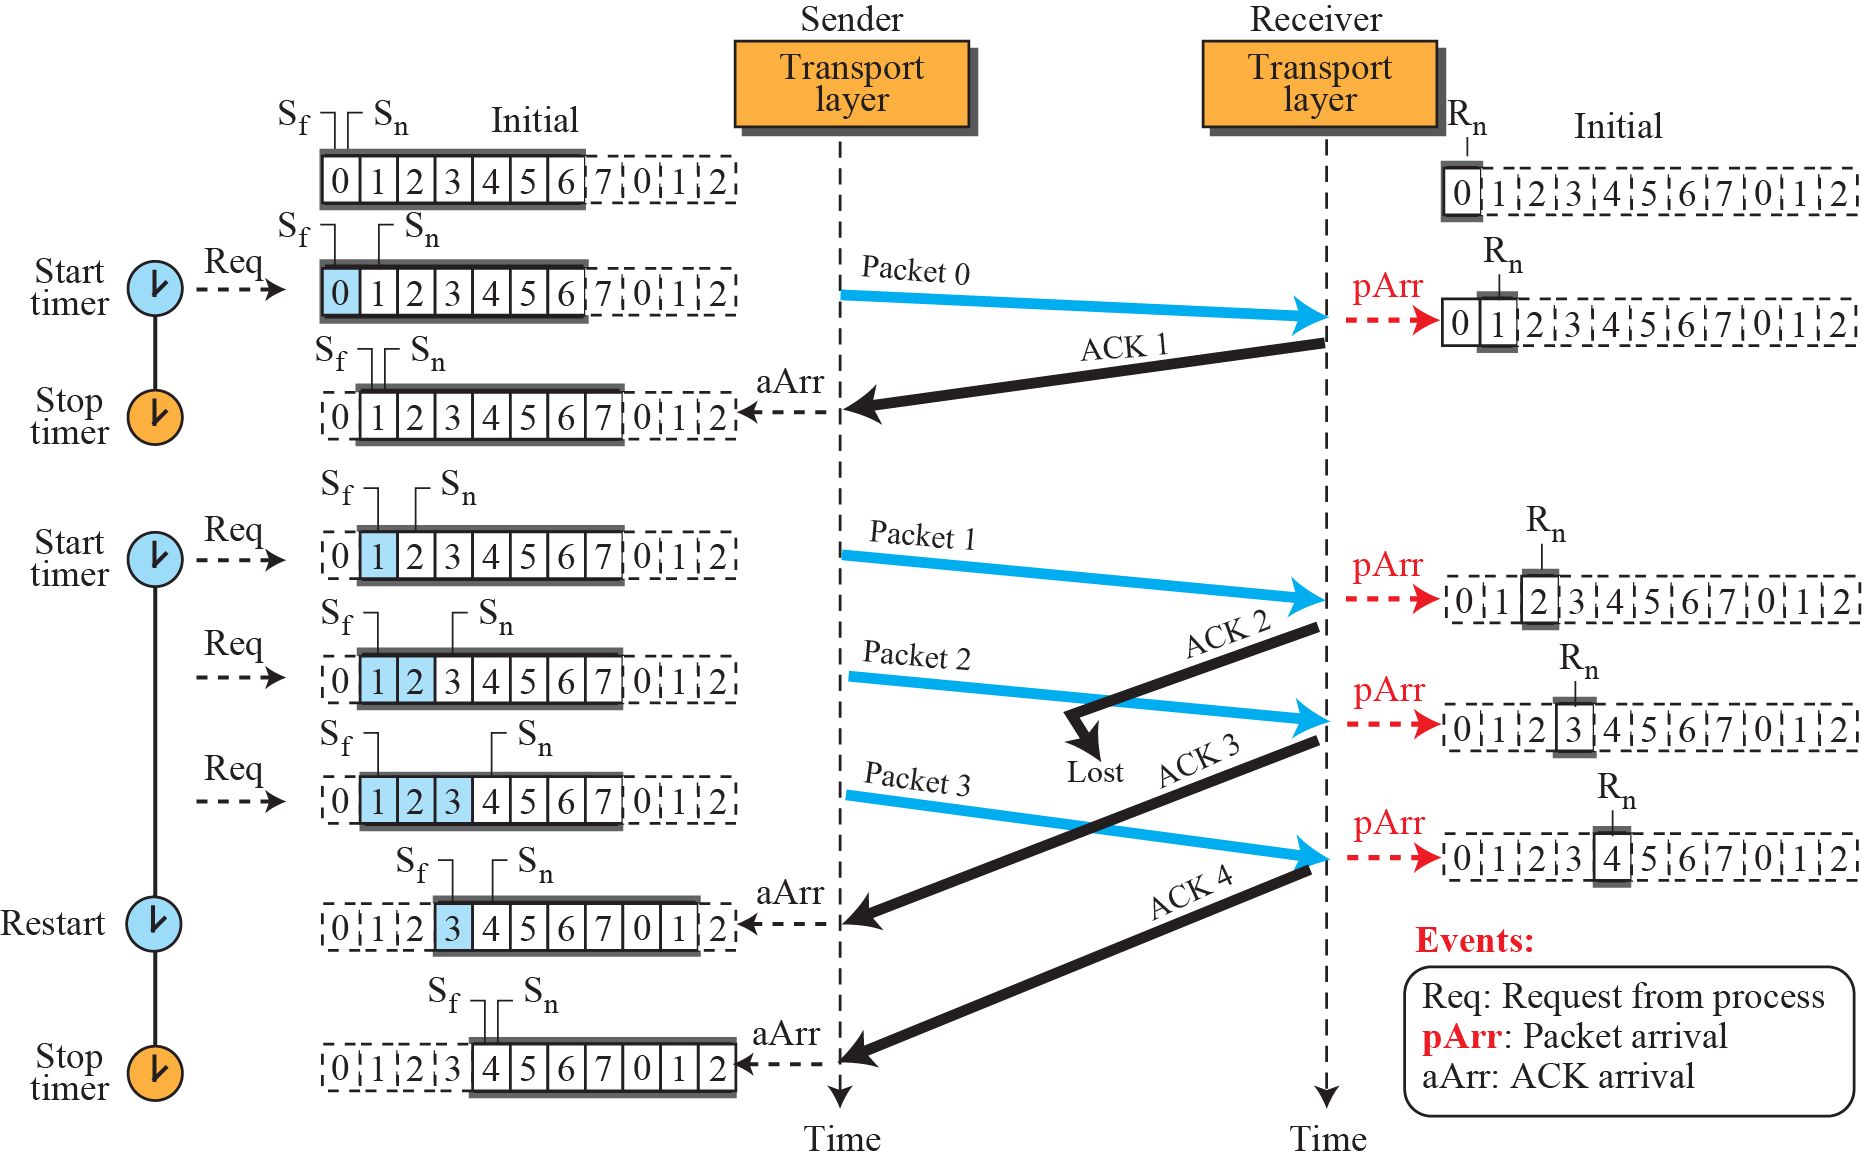 Sender
Receiver
Transport
layer
Transport
layer
Sf Sn Initial
0 1 2 3 4 5 6 7 0 1 2
Rn Initial
0 1 2 3 4 5 6 7 0 1 2
Start
timer
Req
Sf Sn
0 1 2 3 4 5 6 7 0 1 2
Packet 0
pArr
Rn
0 1 2 3 4 5 6 7 0 1 2
Stop
timer
Sf Sn
0 1 2 3 4 5 6 7 0 1 2
aArr
ACK 1
Start
timer
Req
Sf Sn
0 1 2 3 4 5 6 7 0 1 2
Packet 1
pArr
Rn
0 1 2 3 4 5 6 7 0 1 2
ACK 2
Lost
Req
Sf Sn
0 1 2 3 4 5 6 7 0 1 2
Packet 2
pArr
Rn
0 1 2 3 4 5 6 7 0 1 2
ACK 3
Req
Sf Sn
0 1 2 3 4 5 6 7 0 1 2
Packet 3
pArr
Rn
0 1 2 3 4 5 6 7 0 1 2
ACK 4
Restart
Sf Sn
0 1 2 3 4 5 6 7 0 1 2
aArr
Stop
timer
Sf Sn
0 1 2 3 4 5 6 7 0 1 2
aArr
Time
Time
Events:
Req: Request from process
pArr: Packet arrival
aArr: ACK arrival